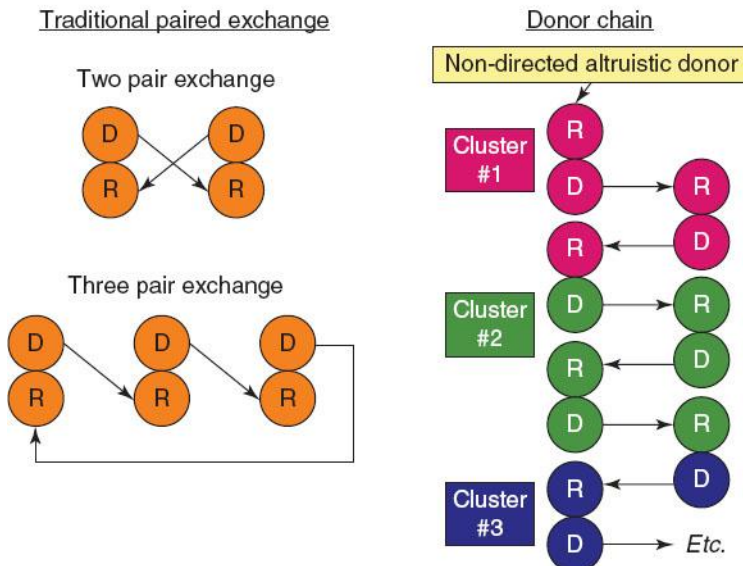 Traditional paired exchange
Two pair exchange
D D
R R
Three pair exchange
D D D
R R R
Donor chain
Non-directed altruistic donor
R
Cluster
#1
D R
R D
Cluster
#2
D R
R D
D R
Cluster
#3
R D
D Etc.